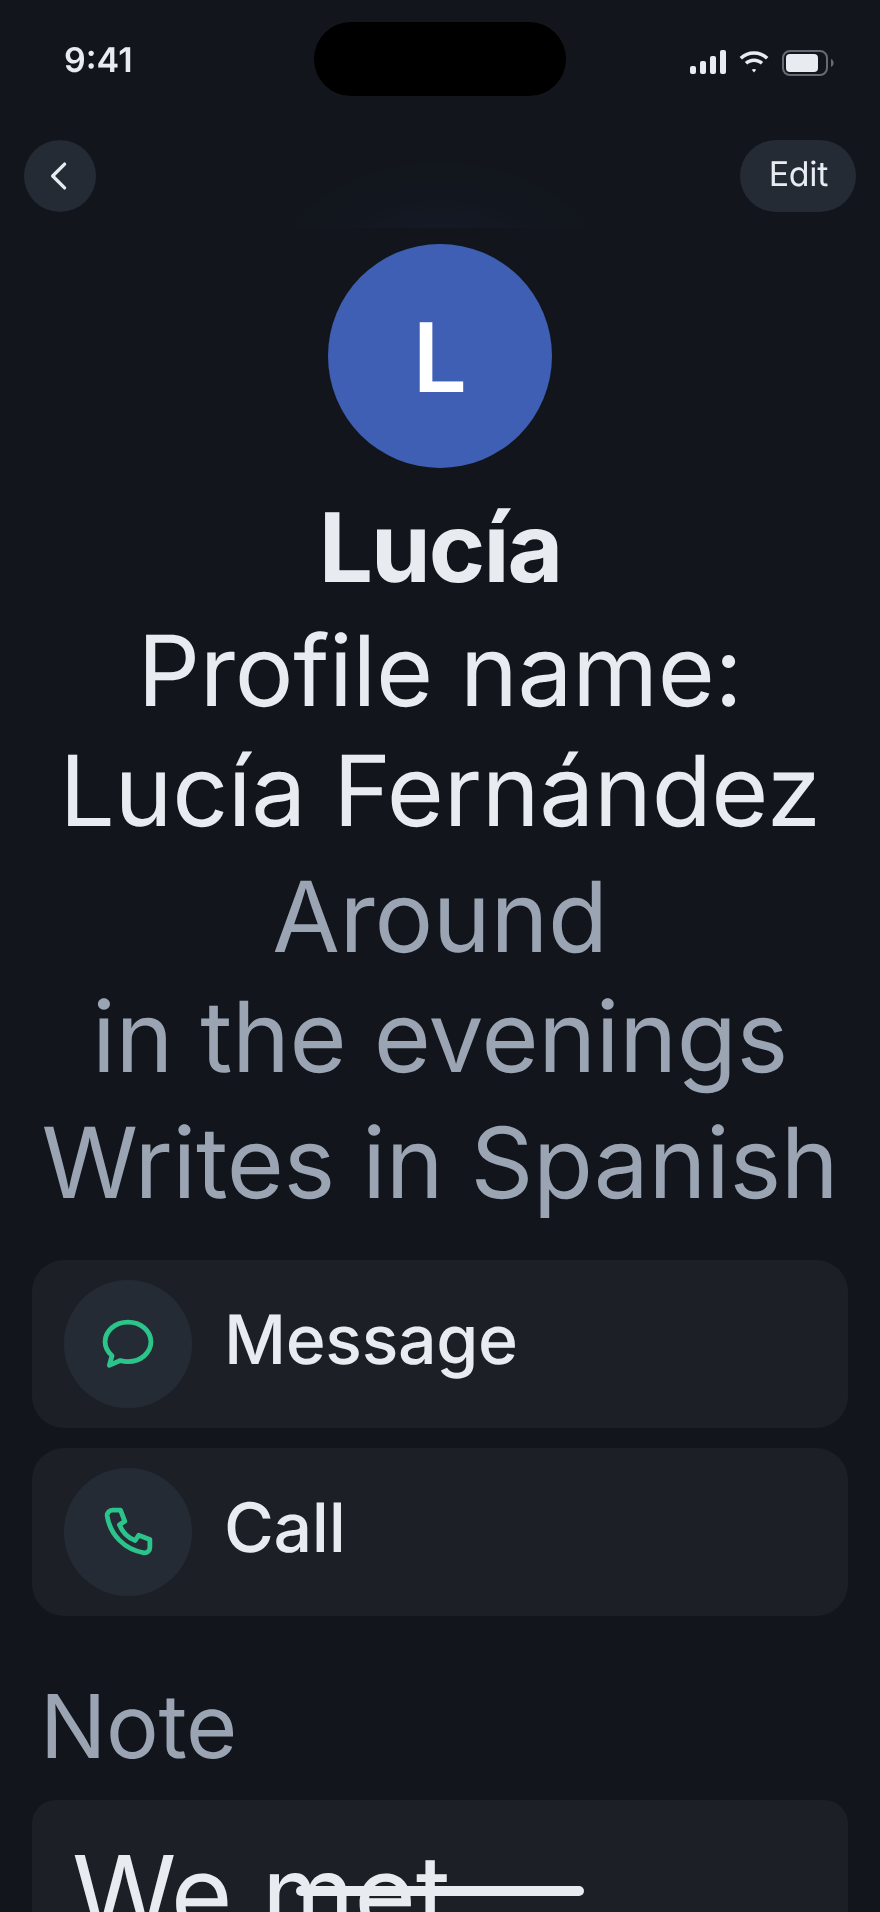 9:41
Edit
L
Lucía
Profile name:
Lucía Fernández
Around
in the evenings
Writes in Spanish
Message
Call
Note
We met